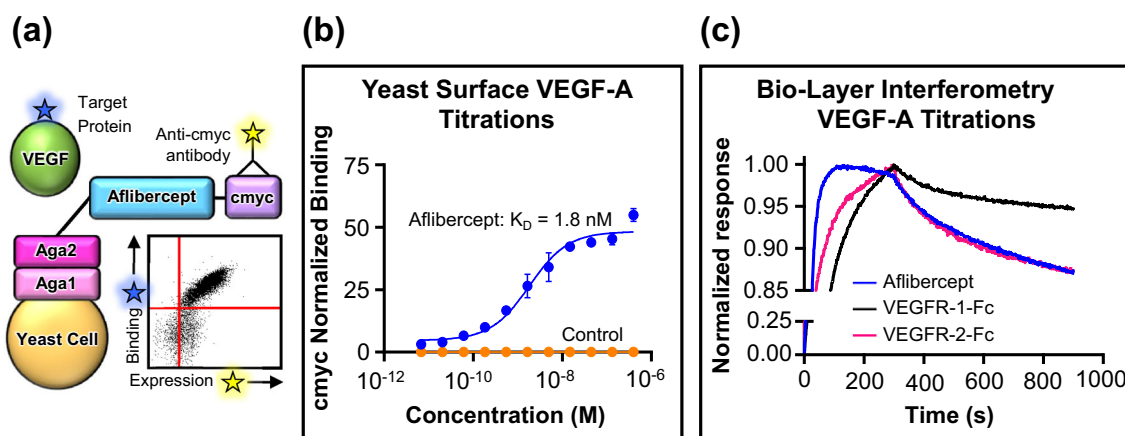 (a)
Target
Protein
VEGF
Anti-cmyc
antibody
Aflibercept
cmyc
Aga2
Aga1
Yeast Cell
Binding
Expression
(b)
Yeast Surface VEGF-A
Titrations
cmyc Normalized Binding
75
50
25
0
Aflibercept: K_D = 1.8 nM
Control
10^-12
10^-10
10^-8
10^-6
Concentration (M)
(c)
Bio-Layer Interferometry
VEGF-A Titrations
Normalized response
1.00
0.95
0.90
0.85
0.25
0.00
Aflibercept
VEGFR-1-Fc
VEGFR-2-Fc
0
200
400
600
800
1000
Time (s)